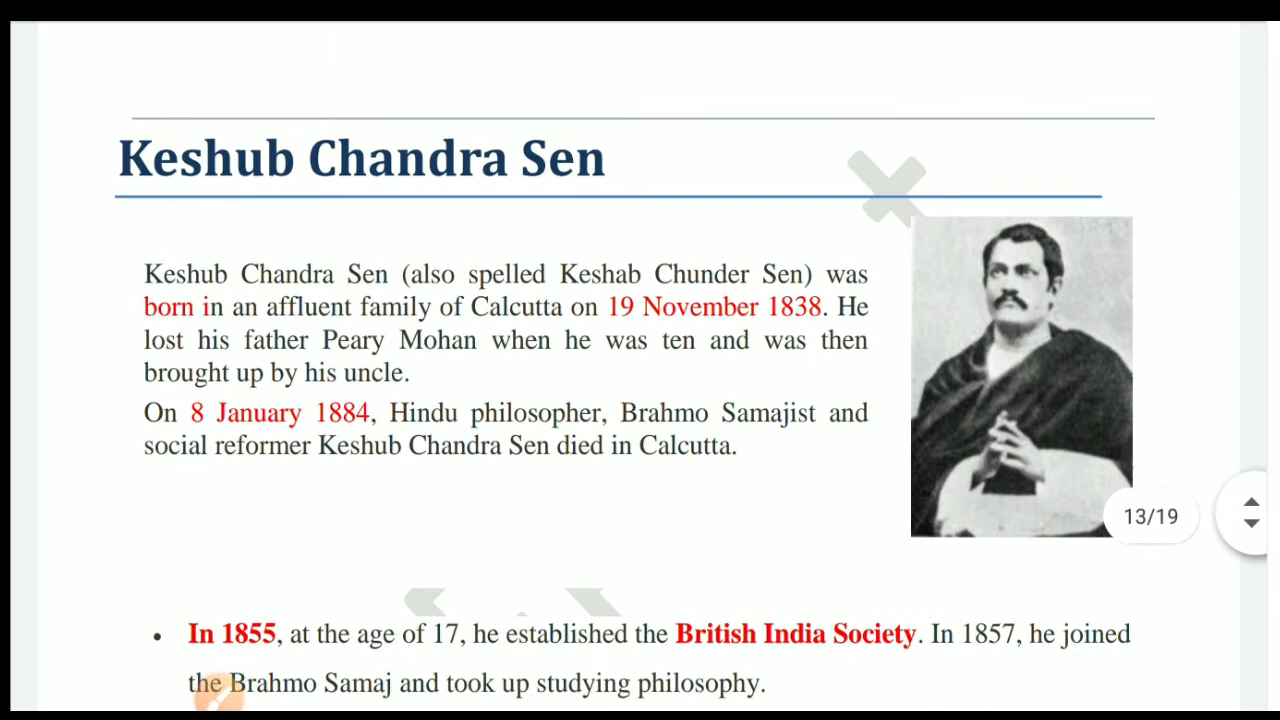 Keshub Chandra Sen
Keshub Chandra Sen (also spelled Keshab Chunder Sen) was
born in an affluent family of Calcutta on 19 November 1838. He
lost his father Peary Mohan when he was ten and was then
brought up by his uncle.
On 8 January 1884, Hindu philosopher, Brahmo Samajist and
social reformer Keshub Chandra Sen died in Calcutta.
13/19
• In 1855, at the age of 17, he established the British India Society. In 1857, he joined
the Brahmo Samaj and took up studying philosophy.